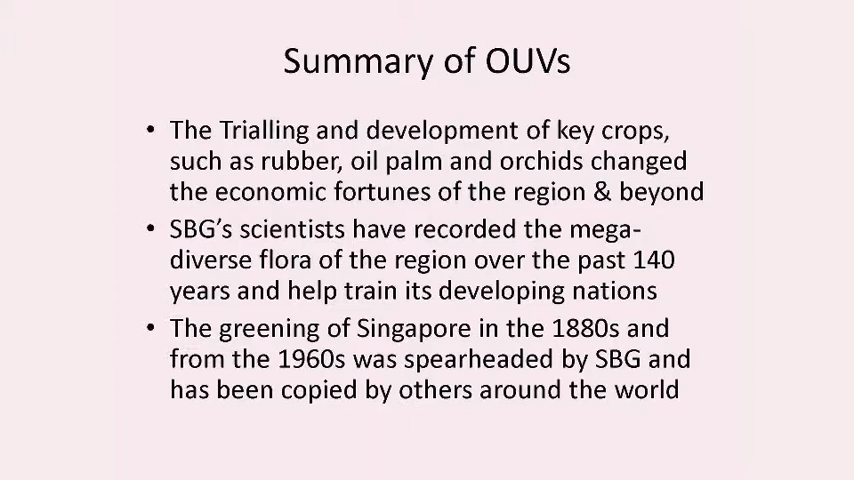 Summary of OUVs
• The Trialling and development of key crops,
such as rubber, oil palm and orchids changed
the economic fortunes of the region & beyond
• SBG’s scientists have recorded the mega-
diverse flora of the region over the past 140
years and help train its developing nations
• The greening of Singapore in the 1880s and
from the 1960s was spearheaded by SBG and
has been copied by others around the world